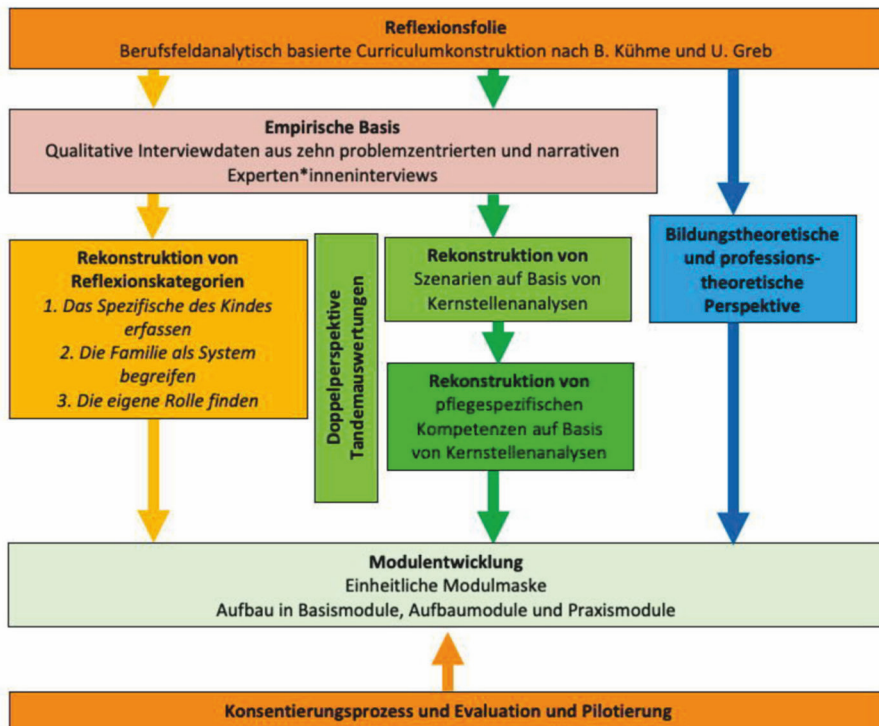 Reflexionsfolie
Berufsfeldanalytisch basierte Curriculumkonstruktion nach B. Kühme und U. Greb
Empirische Basis
Qualitative Interviewdaten aus zehn problemzentrierten und narrativen
Experten*inneninterviews
Rekonstruktion von
Reflexionskategorien
1. Das Spezifische des Kindes
erfassen
2. Die Familie als System
begreifen
3. Die eigene Rolle finden
Doppelperspektive
Tandemauswertungen
Rekonstruktion von
Szenarien auf Basis von
Kernstellenanalysen
Rekonstruktion von
pflegespezifischen
Kompetenzen auf Basis
von Kernstellenanalysen
Bildungstheoretische
und professions-
theoretische
Perspektive
Modulentwicklung
Einheitliche Modulmaske
Aufbau in Basismodule, Aufbaumodule und Praxismodule
Konsentierungsprozess und Evaluation und Pilotierung